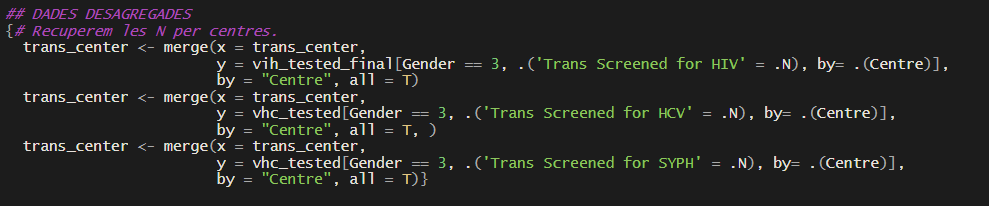 ## DADES DESAGREGADES
{# Recuperem les N per centres.
  trans_center <- merge(x = trans_center,
                        y = vih_tested_final[Gender == 3, .('Trans Screened for HIV' = .N), by= .(Centre)],
                        by = "Centre", all = T)
  trans_center <- merge(x = trans_center,
                        y = vhc_tested[Gender == 3, .('Trans Screened for HCV' = .N), by= .(Centre)],
                        by = "Centre", all = T, )
  trans_center <- merge(x = trans_center,
                        y = vhc_tested[Gender == 3, .('Trans Screened for SYPH' = .N), by= .(Centre)],
                        by = "Centre", all = T)}